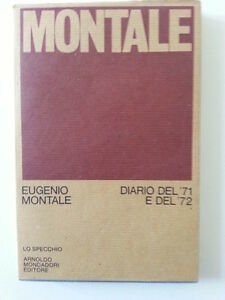 MONTALE
EUGENIO
MONTALE
DIARIO DEL '71
E DEL '72
LO SPECCHIO
ARNOLDO
MONDADORI
EDITORE